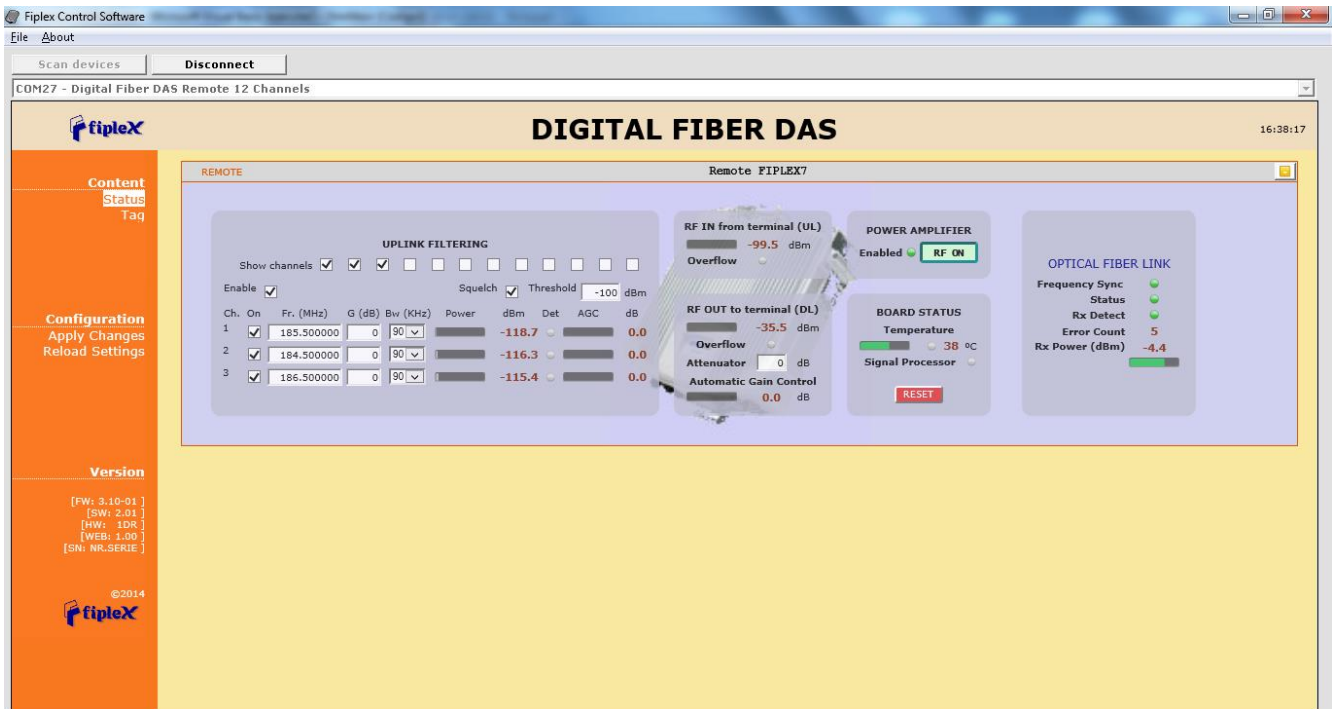 Fiplex Control Software
File About
Scan devices Disconnect
COM27 - Digital Fiber DAS Remote 12 Channels
fipleX DIGITAL FIBER DAS 16:38:17
Content
Status
Tag
Configuration
Apply Changes
Reload Settings
Version
[FW: 3.10-01 ]
[SW: 2.01 ]
[HW: 1DR ]
[WEB: 1.00 ]
[SN: NR.SERIE ]
©2014
fipleX
REMOTE Remote FIPLEX7
UPLINK FILTERING
Show channels
Enable Squelch Threshold -100 dBm
Ch. On Fr. (MHz) G (dB) Bw (KHz) Power dBm Det AGC dB
1 185.500000 0 90 -118.7 0.0
2 184.500000 0 90 -116.3 0.0
3 186.500000 0 90 -115.4 0.0
RF IN from terminal (UL)
-99.5 dBm
Overflow
RF OUT to terminal (DL)
-35.5 dBm
Overflow
Attenuator 0 dB
Automatic Gain Control
0.0 dB
POWER AMPLIFIER
Enabled RF ON
BOARD STATUS
Temperature
38 ºC
Signal Processor
RESET
OPTICAL FIBER LINK
Frequency Sync
Status
Rx Detect
Error Count 5
Rx Power (dBm) -4.4